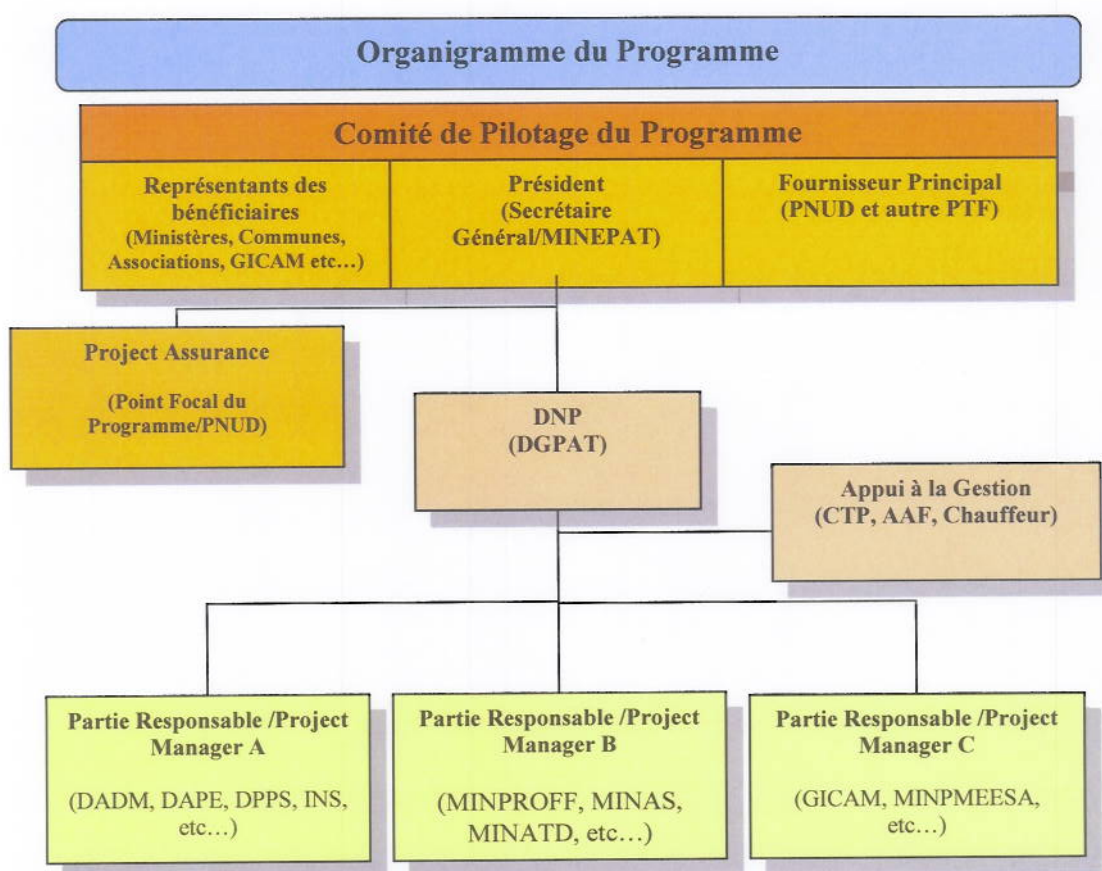 Organigramme du Programme
Comité de Pilotage du Programme
Représentants des
bénéficiaires
(Ministères, Communes,
Associations, GICAM etc…)
Président
(Secrétaire
Général/MINEPAT)
Fournisseur Principal
(PNUD et autre PTF)
Project Assurance
(Point Focal du
Programme/PNUD)
DNP
(DGPAT)
Appui à la Gestion
(CTP, AAF, Chauffeur)
Partie Responsable /Project
Manager A
(DADM, DAPE, DPPS, INS,
etc…)
Partie Responsable /Project
Manager B
(MINPROFF, MINAS,
MINATD, etc…)
Partie Responsable /Project
Manager C
(GICAM, MINPMEESA,
etc…)